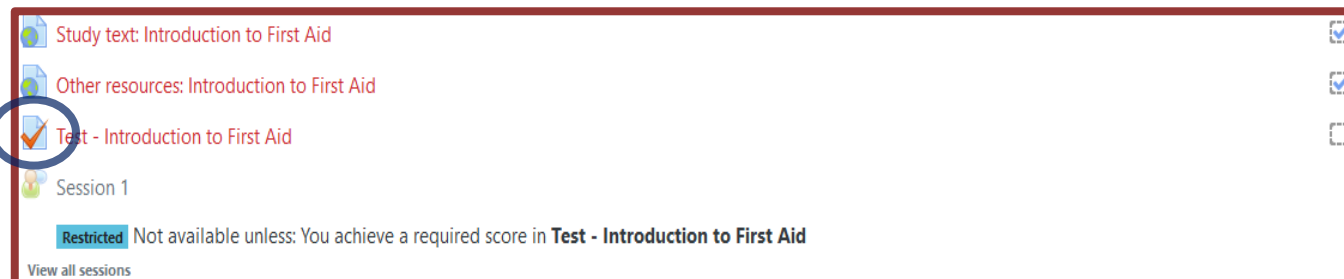 Study text: Introduction to First Aid
Other resources: Introduction to First Aid
Test - Introduction to First Aid
Session 1
Restricted Not available unless: You achieve a required score in Test - Introduction to First Aid
View all sessions